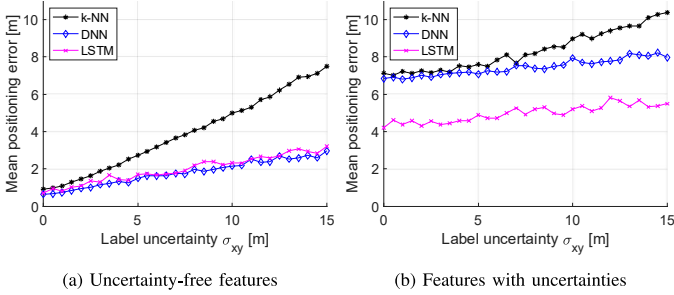 k-NN
DNN
LSTM
Mean positioning error [m]
10
8
6
4
2
0
0
5
10
15
Label uncertainty σxy [m]
(a) Uncertainty-free features
k-NN
DNN
LSTM
Mean positioning error [m]
10
8
6
4
2
0
0
5
10
15
Label uncertainty σxy [m]
(b) Features with uncertainties